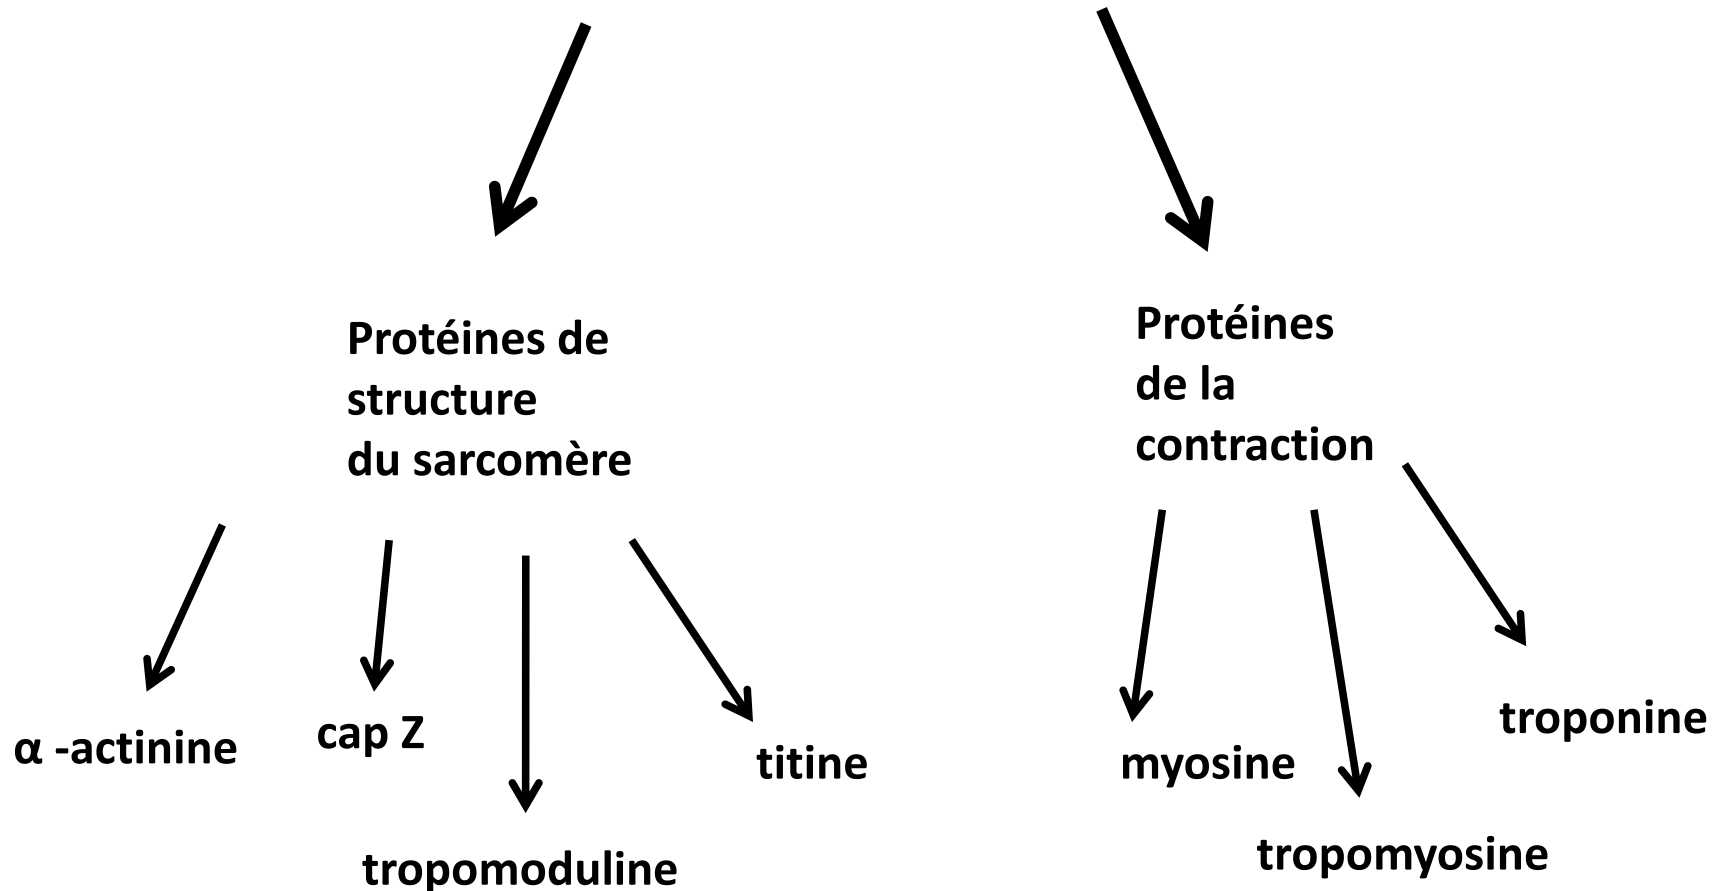 Protéines de
structure
du sarcomère
Protéines
de la
contraction
α -actinine
cap Z
tropomoduline
titine
myosine
tropomyosine
troponine